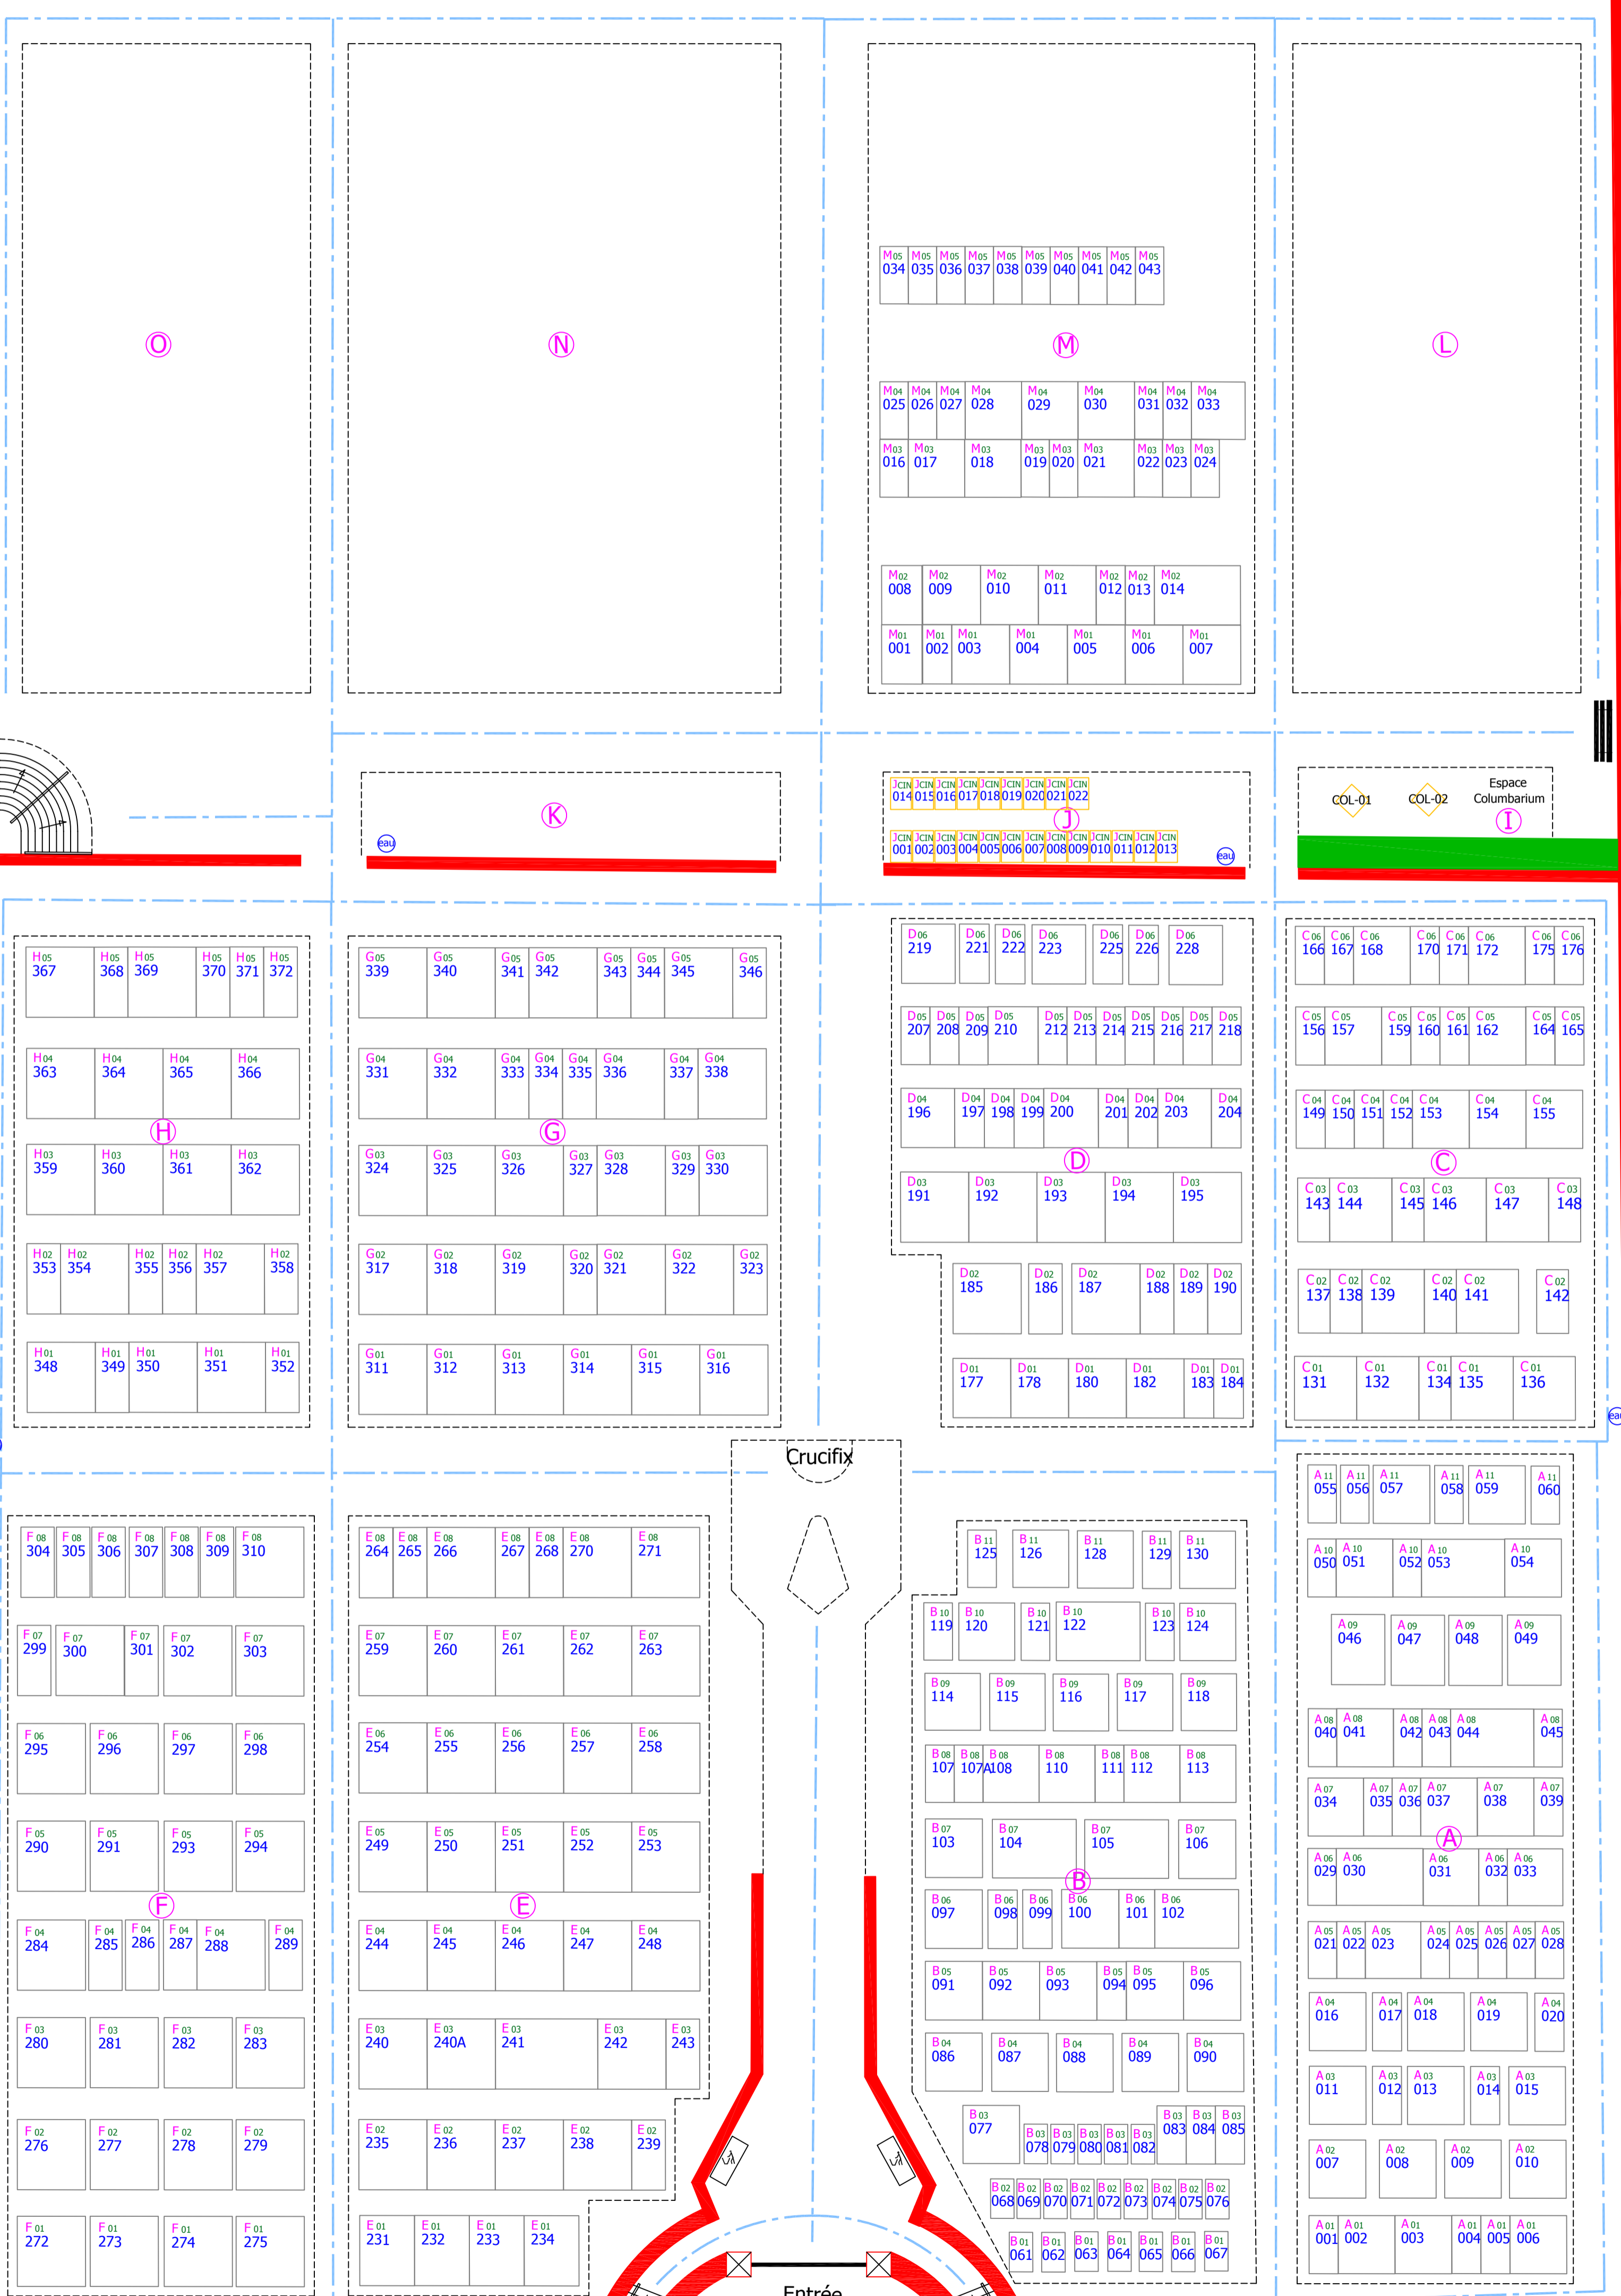 M05 M05 M05 M05 M05 M05 M05 M05 M05 M05
034 035 036 037 038 039 040 041 042 043
O N M L
M04 M04 M04 M04 M04 M04 M04 M04 M04
025 026 027 028 029 030 031 032 033
M03 M03 M03 M03 M03 M03 M03 M03 M03
016 017 018 019 020 021 022 023 024
M02 M02 M02 M02 M02 M02 M02
008 009 010 011 012 013 014
M01 M01 M01 M01 M01 M01 M01
001 002 003 004 005 006 007
JCIN JCIN JCIN JCIN JCIN JCIN JCIN JCIN JCIN
014 015 016 017 018 019 020 021 022
Espace
Columbarium
COL-01 COL-02
K J I
eau
JCIN JCIN JCIN JCIN JCIN JCIN JCIN JCIN JCIN JCIN JCIN JCIN JCIN
001 002 003 004 005 006 007 008 009 010 011 012 013
eau
H05 H05 H05 H05 H05 H05
367 368 369 370 371 372
H04 H04 H04 H04
363 364 365 366
H
H03 H03 H03 H03
359 360 361 362
H02 H02 H02 H02 H02 H02
353 354 355 356 357 358
H01 H01 H01 H01 H01
348 349 350 351 352
G05 G05 G05 G05 G05 G05 G05 G05
339 340 341 342 343 344 345 346
G04 G04 G04 G04 G04 G04 G04 G04
331 332 333 334 335 336 337 338
G
G03 G03 G03 G03 G03 G03 G03
324 325 326 327 328 329 330
G02 G02 G02 G02 G02 G02 G02
317 318 319 320 321 322 323
G01 G01 G01 G01 G01 G01
311 312 313 314 315 316
D06 D06 D06 D06 D06 D06 D06
219 221 222 223 225 226 228
D05 D05 D05 D05 D05 D05 D05 D05 D05 D05 D05
207 208 209 210 212 213 214 215 216 217 218
D04 D04 D04 D04 D04 D04 D04 D04 D04
196 197 198 199 200 201 202 203 204
D
D03 D03 D03 D03 D03
191 192 193 194 195
D02 D02 D02 D02 D02 D02
185 186 187 188 189 190
D01 D01 D01 D01 D01 D01
177 178 180 182 183 184
C06 C06 C06 C06 C06 C06 C06 C06
166 167 168 170 171 172 175 176
C05 C05 C05 C05 C05 C05 C05 C05
156 157 159 160 161 162 164 165
C04 C04 C04 C04 C04 C04 C04
149 150 151 152 153 154 155
C
C03 C03 C03 C03 C03 C03
143 144 145 146 147 148
C02 C02 C02 C02 C02 C02
137 138 139 140 141 142
C01 C01 C01 C01 C01
131 132 134 135 136
Crucifix
F08 F08 F08 F08 F08 F08 F08
304 305 306 307 308 309 310
F07 F07 F07 F07 F07
299 300 301 302 303
F06 F06 F06 F06
295 296 297 298
F05 F05 F05 F05
290 291 293 294
F
F04 F04 F04 F04 F04 F04
284 285 286 287 288 289
F03 F03 F03 F03
280 281 282 283
F02 F02 F02 F02
276 277 278 279
F01 F01 F01 F01
272 273 274 275
E08 E08 E08 E08 E08 E08 E08
264 265 266 267 268 270 271
E07 E07 E07 E07 E07
259 260 261 262 263
E06 E06 E06 E06 E06
254 255 256 257 258
E05 E05 E05 E05 E05
249 250 251 252 253
E
E04 E04 E04 E04 E04
244 245 246 247 248
E03 E03 E03 E03 E03
240 240A 241 242 243
E02 E02 E02 E02 E02
235 236 237 238 239
E01 E01 E01 E01
231 232 233 234
B11 B11 B11 B11 B11
125 126 128 129 130
B10 B10 B10 B10 B10 B10
119 120 121 122 123 124
B09 B09 B09 B09 B09
114 115 116 117 118
B08 B08 B08 B08 B08 B08 B08
107 107A 108 110 111 112 113
B07 B07 B07 B07
103 104 105 106
B
B06 B06 B06 B06 B06 B06
097 098 099 100 101 102
B05 B05 B05 B05 B05 B05
091 092 093 094 095 096
B04 B04 B04 B04 B04
086 087 088 089 090
B03 B03 B03 B03 B03 B03 B03 B03 B03
077 078 079 080 081 082 083 084 085
B02 B02 B02 B02 B02 B02 B02 B02 B02
068 069 070 071 072 073 074 075 076
B01 B01 B01 B01 B01 B01 B01
061 062 063 064 065 066 067
A11 A11 A11 A11 A11 A11
055 056 057 058 059 060
A10 A10 A10 A10 A10
050 051 052 053 054
A09 A09 A09 A09
046 047 048 049
A08 A08 A08 A08 A08 A08
040 041 042 043 044 045
A07 A07 A07 A07 A07 A07
034 035 036 037 038 039
A
A06 A06 A06 A06 A06
029 030 031 032 033
A05 A05 A05 A05 A05 A05 A05 A05
021 022 023 024 025 026 027 028
A04 A04 A04 A04 A04
016 017 018 019 020
A03 A03 A03 A03 A03
011 012 013 014 015
A02 A02 A02 A02
007 008 009 010
A01 A01 A01 A01 A01 A01
001 002 003 004 005 006
Entrée